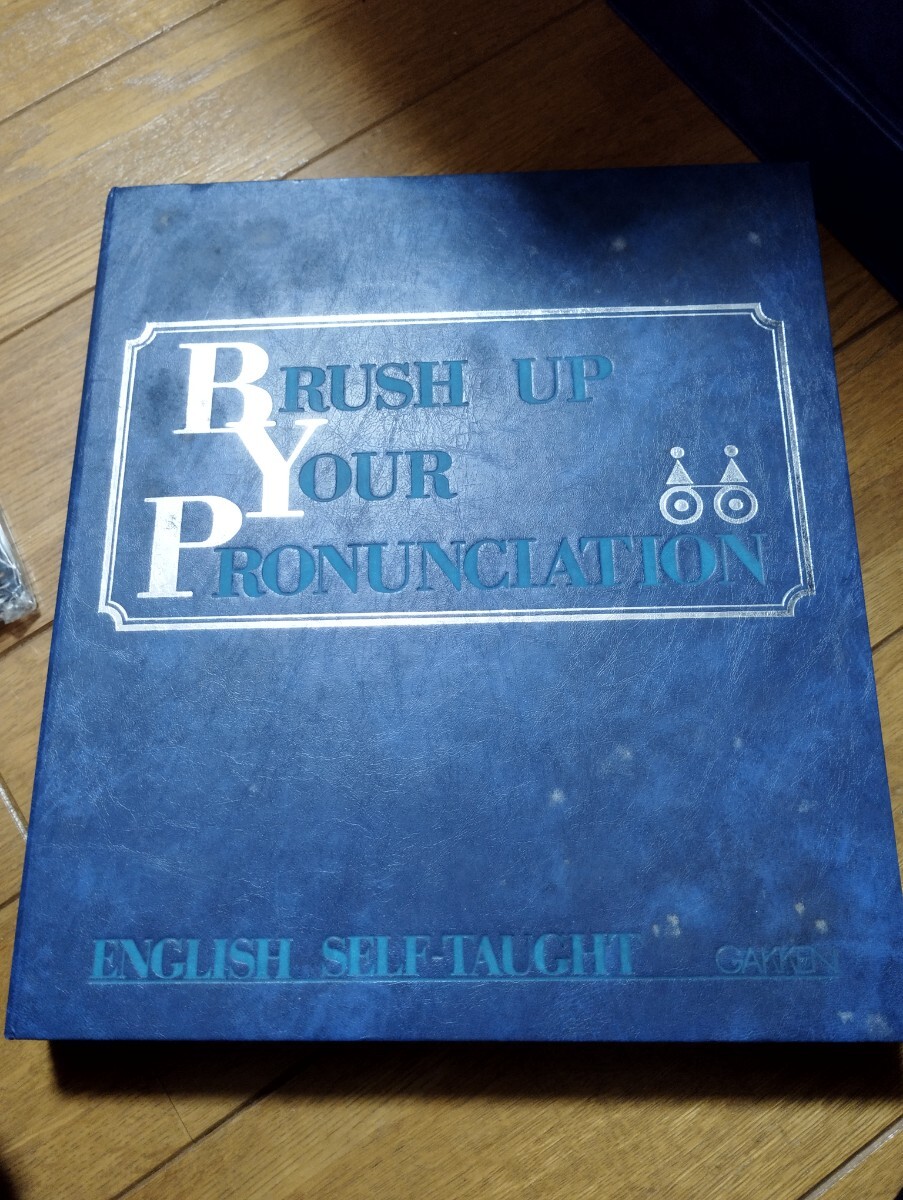 BRUSH UP
YOUR
PRONUNCIATION
ENGLISH SELF-TAUGHT GAKKEN